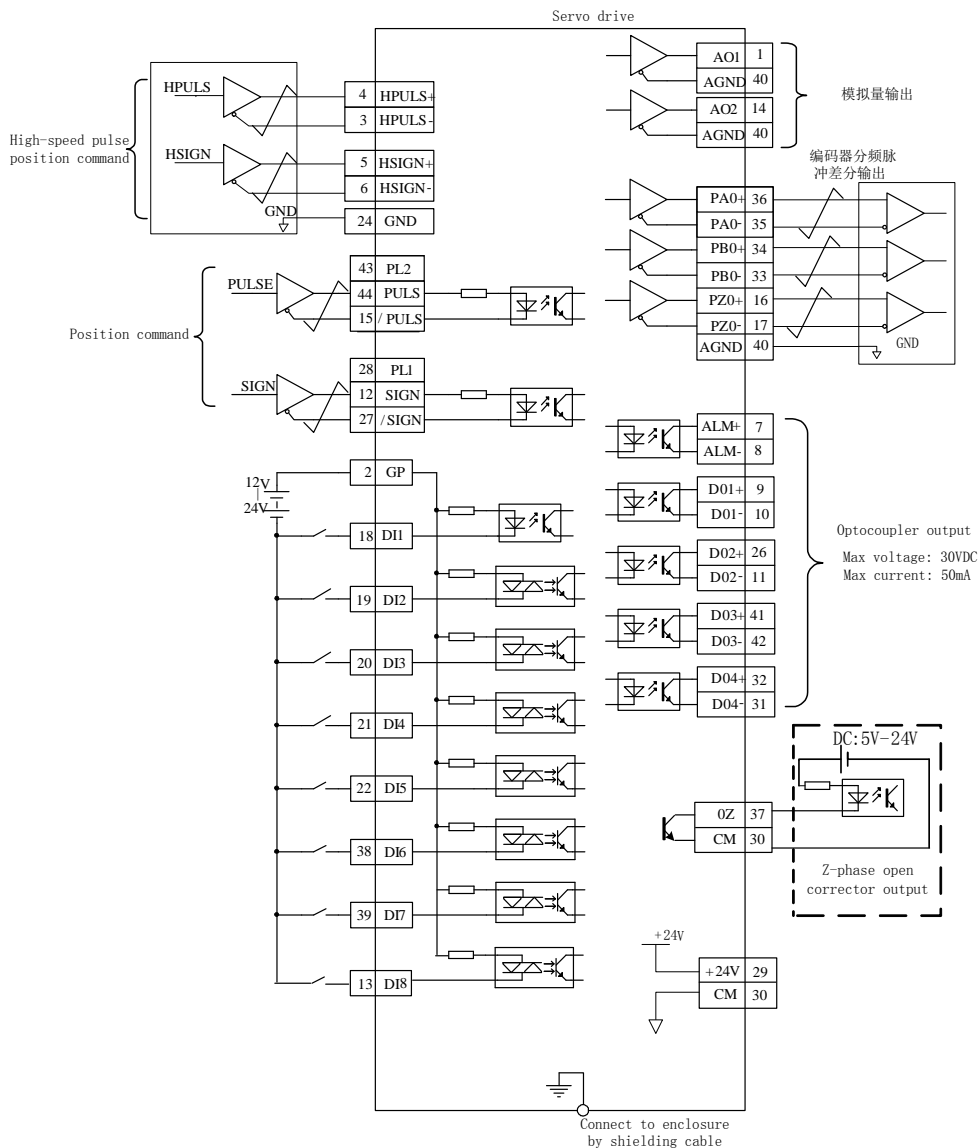 Servo drive
High-speed pulse
position command
HPULS
HSIGN
GND
4 HPULS+
3 HPULS-
5 HSIGN+
6 HSIGN-
24 GND
Position command
PULSE
SIGN
43 PL2
44 PULS
15 /PULS
28 PL1
12 SIGN
27 /SIGN
12V
24V
2 GP
18 DI1
19 DI2
20 DI3
21 DI4
22 DI5
38 DI6
39 DI7
13 DI8
AO1 1
AGND 40
AO2 14
AGND 40
模拟量输出
编码器分频脉
冲差分输出
PA0+ 36
PA0- 35
PB0+ 34
PB0- 33
PZ0+ 16
PZ0- 17
AGND 40
GND
ALM+ 7
ALM- 8
D01+ 9
D01- 10
D02+ 26
D02- 11
D03+ 41
D03- 42
D04+ 32
D04- 31
Optocoupler output
Max voltage: 30VDC
Max current: 50mA
DC:5V-24V
0Z 37
CM 30
Z-phase open
corrector output
+24V
+24V 29
CM 30
Connect to enclosure
by shielding cable